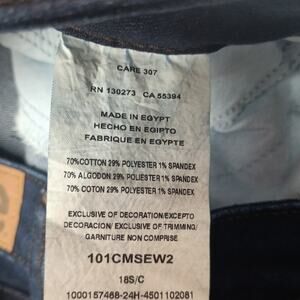 CARE 307
RN 130273 CA 55394
MADE IN EGYPT
HECHO EN EGIPTO
FABRIQUE EN EGYPTE
70%COTTON 29% POLYESTER 1% SPANDEX
70% ALGODON 29% POLIESTER 1% SPANDEX
70% COTON 29% POLYESTER 1% SPANDEX
EXCLUSIVE OF DECORATION/EXCEPTO
DECORACION/ EXCLUSIVE OF TRIMMING/
GARNITURE NON COMPRISE
101CMSEW2
18S/C
1000157468-24H-4501102081